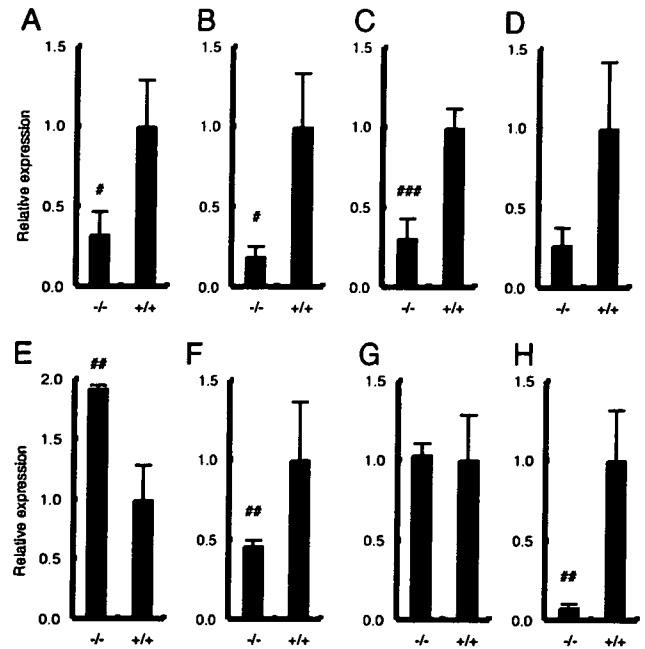 A B C D
1.5 1.5 1.5 1.5
1.0 1.0 1.0 1.0
0.5 0.5 0.5 0.5
0.0 0.0 0.0 0.0
Relative expression
# # ###
-/- +/+ -/- +/+ -/- +/+ -/- +/+
E F G H
2.0 1.5 1.5 1.5
1.5 1.0 1.0 1.0
1.0 0.5 0.5 0.5
0.5 0.0 0.0 0.0
0.0
Relative expression
## ## ##
-/- +/+ -/- +/+ -/- +/+ -/- +/+